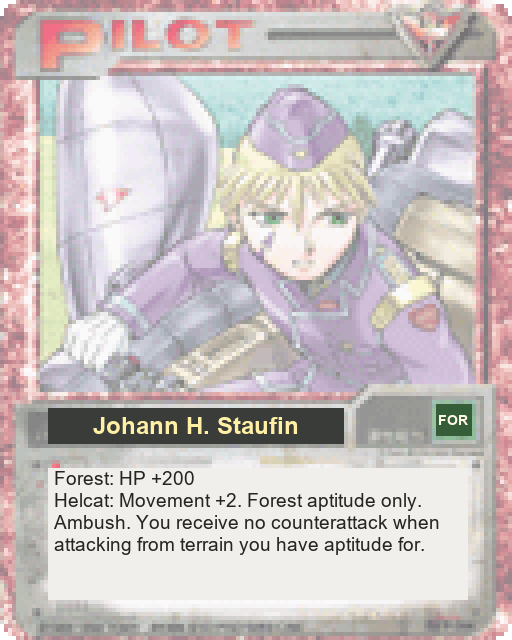 PILOT
Johann H. Staufin
FOR
Forest: HP +200
Helcat: Movement +2. Forest aptitude only.
Ambush. You receive no counterattack when
attacking from terrain you have aptitude for.